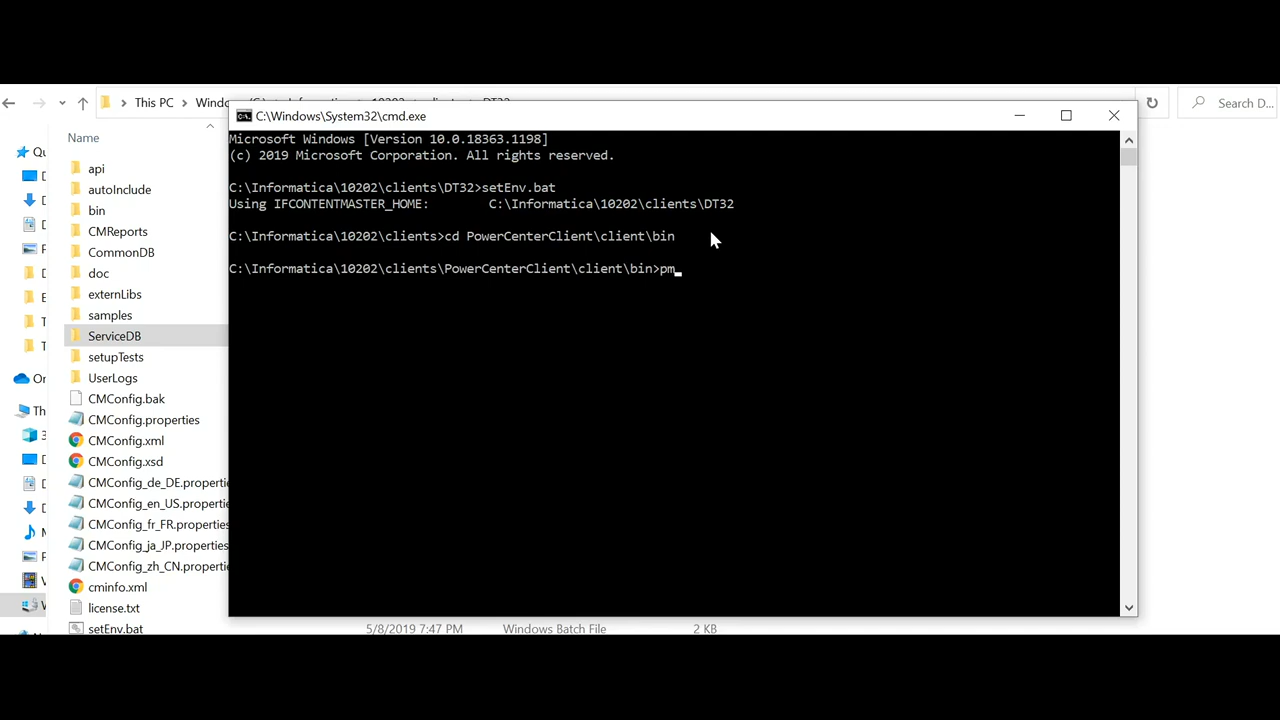 This PC
C:\Windows\System32\cmd.exe
Search D...
Name
api
autoInclude
bin
CMReports
CommonDB
doc
externLibs
samples
ServiceDB
setupTests
UserLogs
CMConfig.bak
CMConfig.properties
CMConfig.xml
CMConfig.xsd
CMConfig_de_DE.properti
CMConfig_en_US.propertie
CMConfig_fr_FR.properties
CMConfig_ja_JP.properties
CMConfig_zh_CN.properti
cminfo.xml
license.txt
setEnv.bat 5/8/2019 7:47 PM Windows Batch File 2 KB
Microsoft Windows [Version 10.0.18363.1198]
(c) 2019 Microsoft Corporation. All rights reserved.
C:\Informatica\10202\clients\DT32>setEnv.bat
Using IFCONTENTMASTER_HOME: C:\Informatica\10202\clients\DT32
C:\Informatica\10202\clients>cd PowerCenterClient\client\bin
C:\Informatica\10202\clients\PowerCenterClient\client\bin>pm